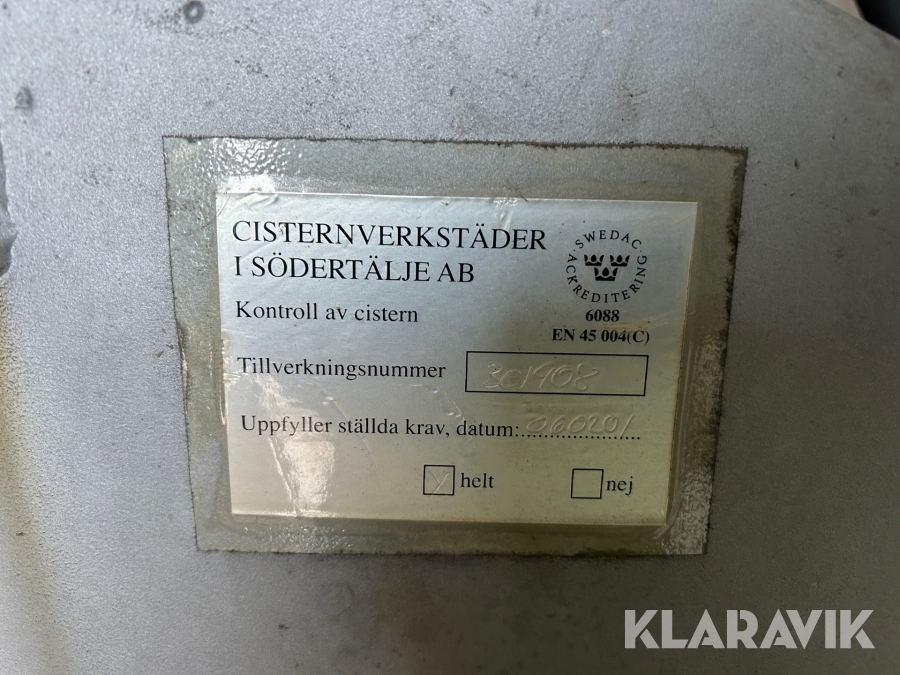 CISTERNVERKSTÄDER
I SÖDERTÄLJE AB
SWEDAC ACKREDITERING
Kontroll av cistern
6088
EN 45 004(C)
Tillverkningsnummer 301408
Uppfyller ställda krav, datum: 060201
helt nej
KLARAVIK